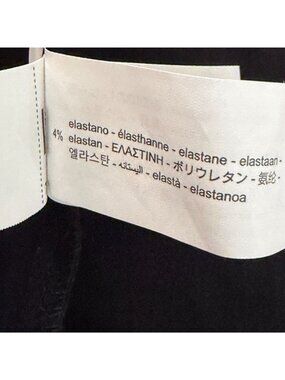 elastano - élasthanne - elastane - elastaan -
4% elastan - ΕΛΑΣΤΙΝΗ - ポリウレタン - 氨纶 -
엘라스탄 - اليستقانه - elastà - elastanoa